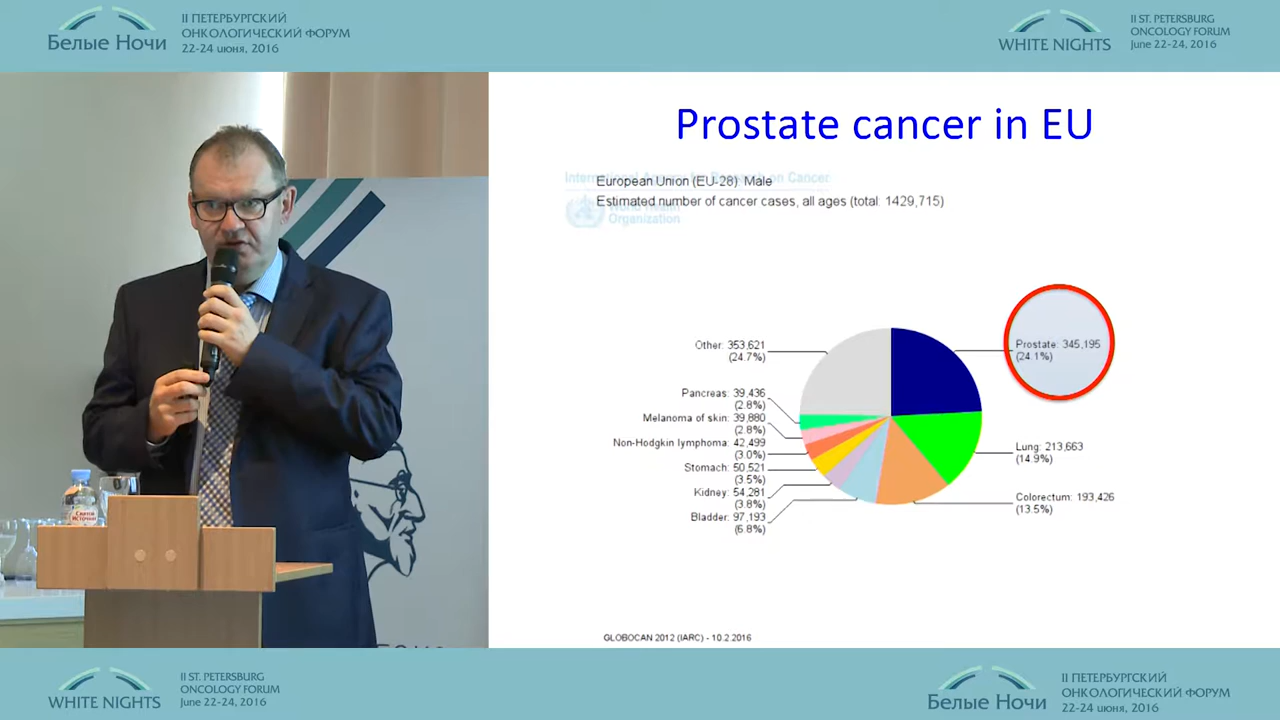 Белые Ночи
II ПЕТЕРБУРГСКИЙ
ОНКОЛОГИЧЕСКИЙ ФОРУМ
22-24 июня, 2016
WHITE NIGHTS
II ST. PETERSBURG
ONCOLOGY FORUM
June 22-24, 2016
Prostate cancer in EU
International Agency for Research on Cancer
European Union (EU-28) Male
Estimated number of cancer cases, all ages (total: 1429,715)
World Health
Organization
Other: 353,621
(24.7%)
Prostate: 345,195
(24.1%)
Pancreas: 39,436
(2.8%)
Melanoma of skin: 39,880
(2.8%)
Non-Hodgkin lymphoma: 42,499
(3.0%)
Stomach: 50,521
(3.5%)
Kidney: 54,281
(3.8%)
Bladder: 97,193
(6.8%)
Lung: 213,663
(14.9%)
Colorectum: 193,426
(13.5%)
GLOBOCAN 2012 (IARC) - 10.2.2016
Святой
Источник
WHITE NIGHTS
II ST. PETERSBURG
ONCOLOGY FORUM
June 22-24, 2016
Белые Ночи
II ПЕТЕРБУРГСКИЙ
ОНКОЛОГИЧЕСКИЙ ФОРУМ
22-24 июня, 2016